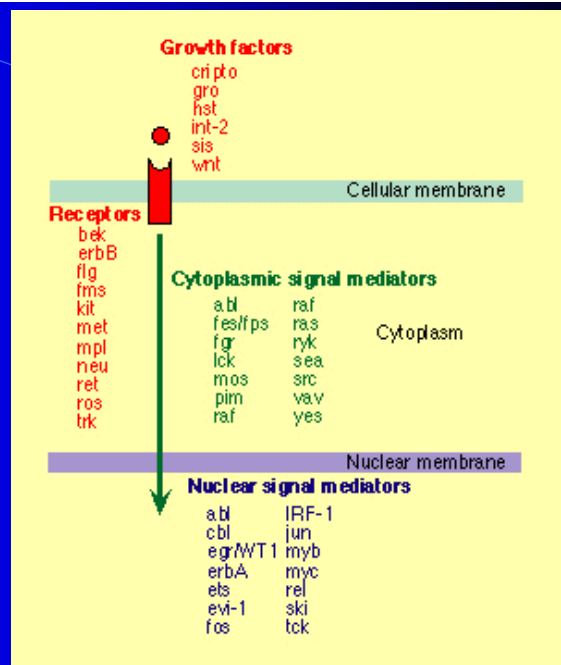 Growth factors
cripto
gro
hst
int-2
sis
wnt
Cellular membrane
Receptors
bek
erbB
flg
fms
kit
met
mpl
neu
ret
ros
trk
Cytoplasmic signal mediators
abl raf
fes/fps ras
fgr ryk
lck sea
mos src
pim vav
raf yes
Cytoplasm
Nuclear membrane
Nuclear signal mediators
abl IRF-1
cbl jun
egr/WT1 myb
erbA myc
ets rel
evi-1 ski
fos tck